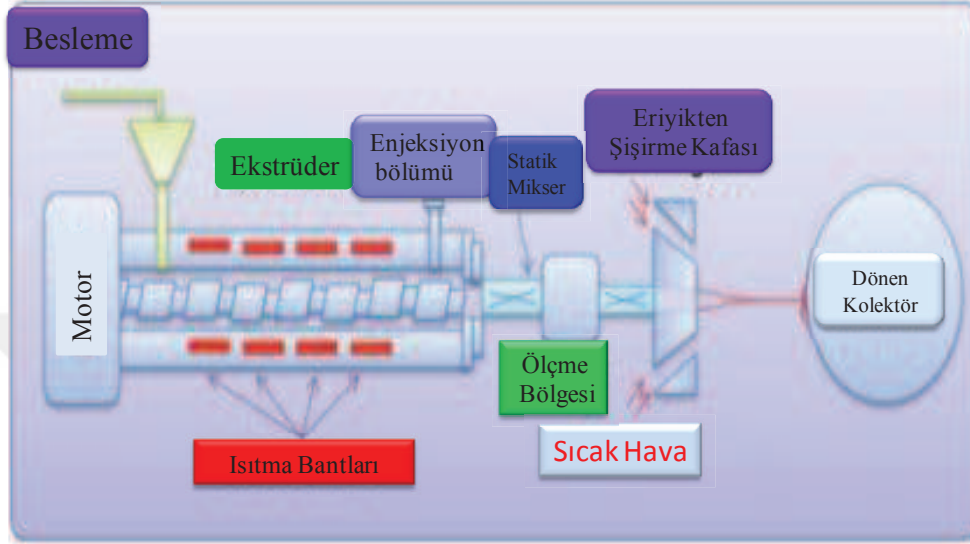 Besleme
Ekstrüder
Enjeksiyon
bölümü
Statik
Mikser
Eriyikten
Şişirme Kafası
Motor
Dönen
Kolektör
Ölçme
Bölgesi
Isıtma Bantları
Sıcak Hava